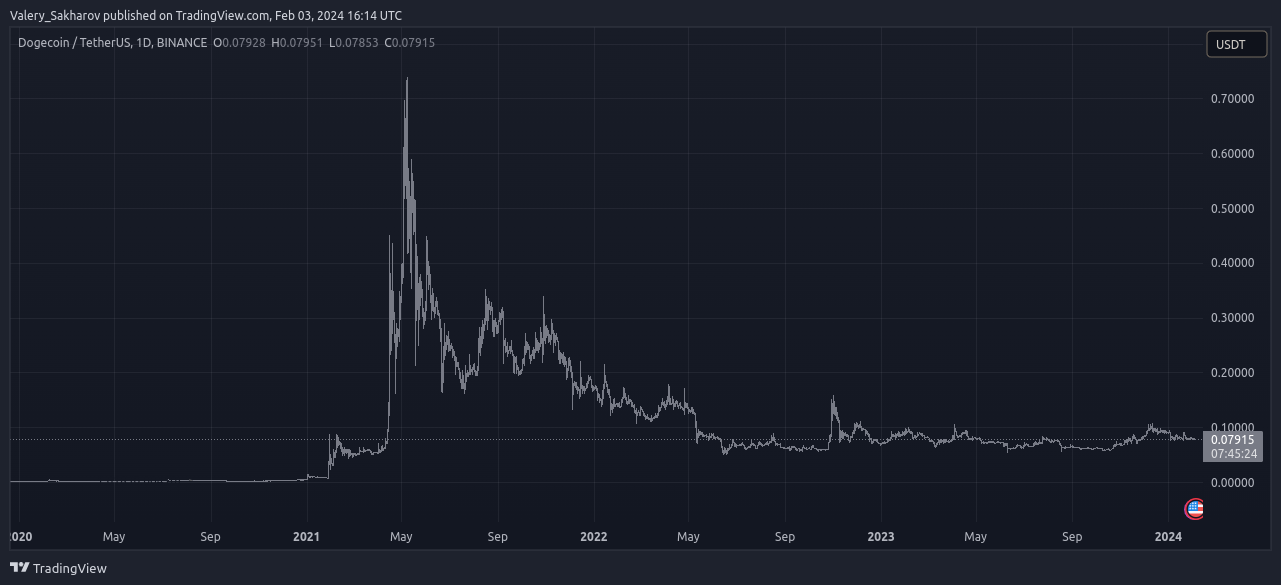 Valery_Sakharov published on TradingView.com, Feb 03, 2024 16:14 UTC
Dogecoin / TetherUS, 1D, BINANCE O0.07928 H0.07951 L0.07853 C0.07915
USDT
0.70000
0.60000
0.50000
0.40000
0.30000
0.20000
0.10000
0.07915
07:45:24
0.00000
2020 May Sep 2021 May Sep 2022 May Sep 2023 May Sep 2024
TradingView